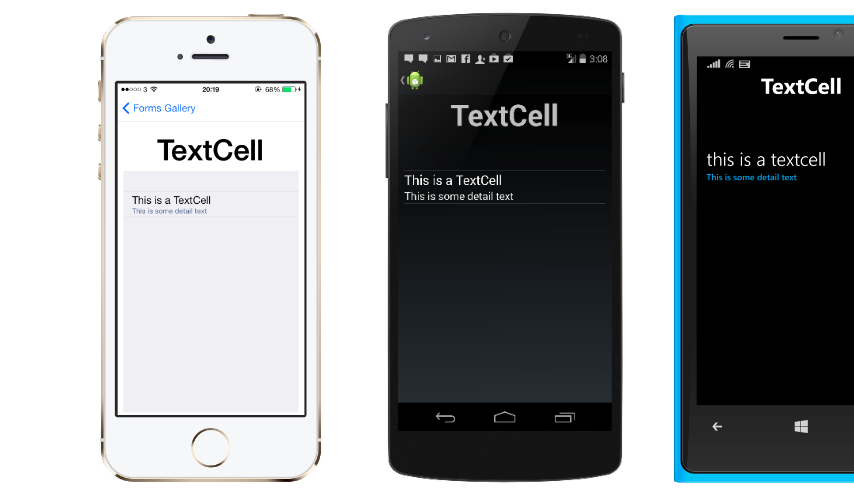 3 20:19 68%
Forms Gallery
TextCell
This is a TextCell
This is some detail text
3G 3:08
TextCell
This is a TextCell
This is some detail text
TextCell
this is a textcell
This is some detail text